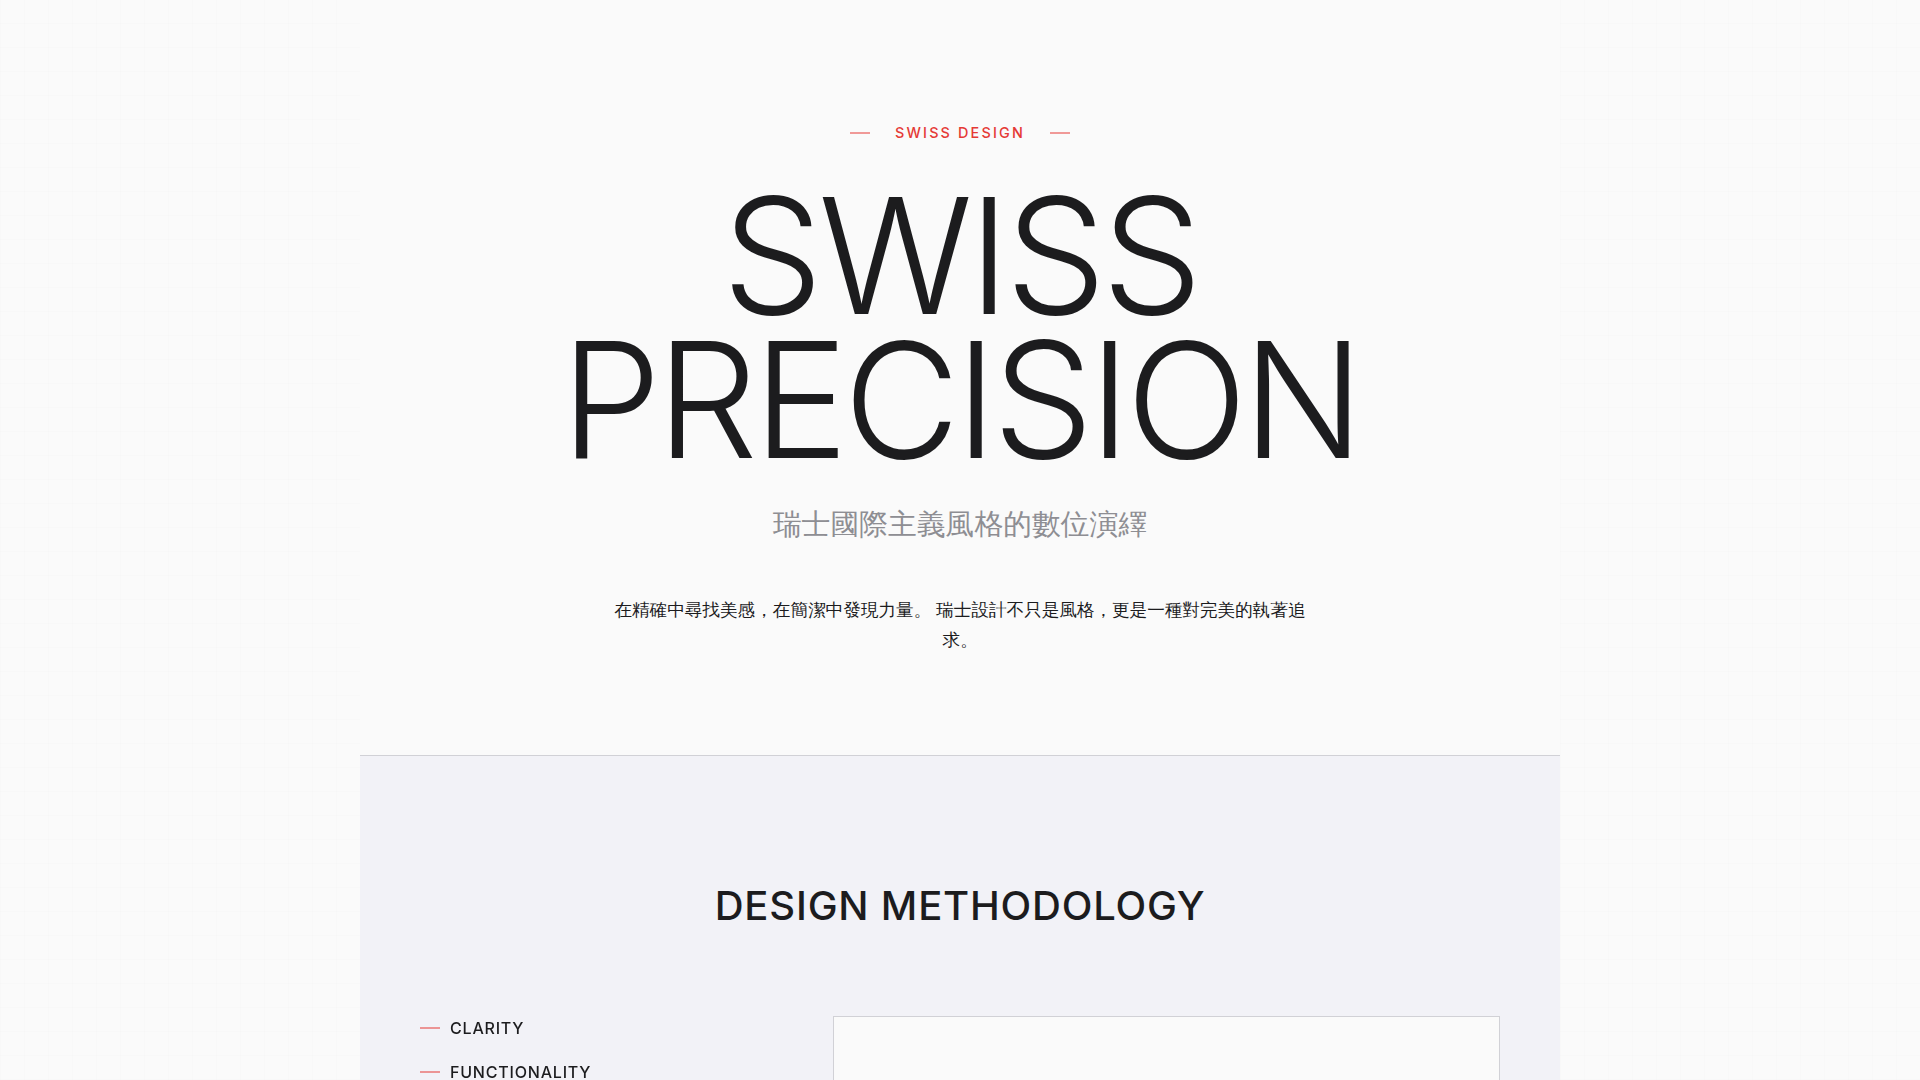 SWISS DESIGN
SWISS
PRECISION
瑞士國際主義風格的數位演繹
在精確中尋找美感，在簡潔中發現力量。 瑞士設計不只是風格，更是一種對完美的執著追
求。
DESIGN METHODOLOGY
CLARITY
FUNCTIONALITY